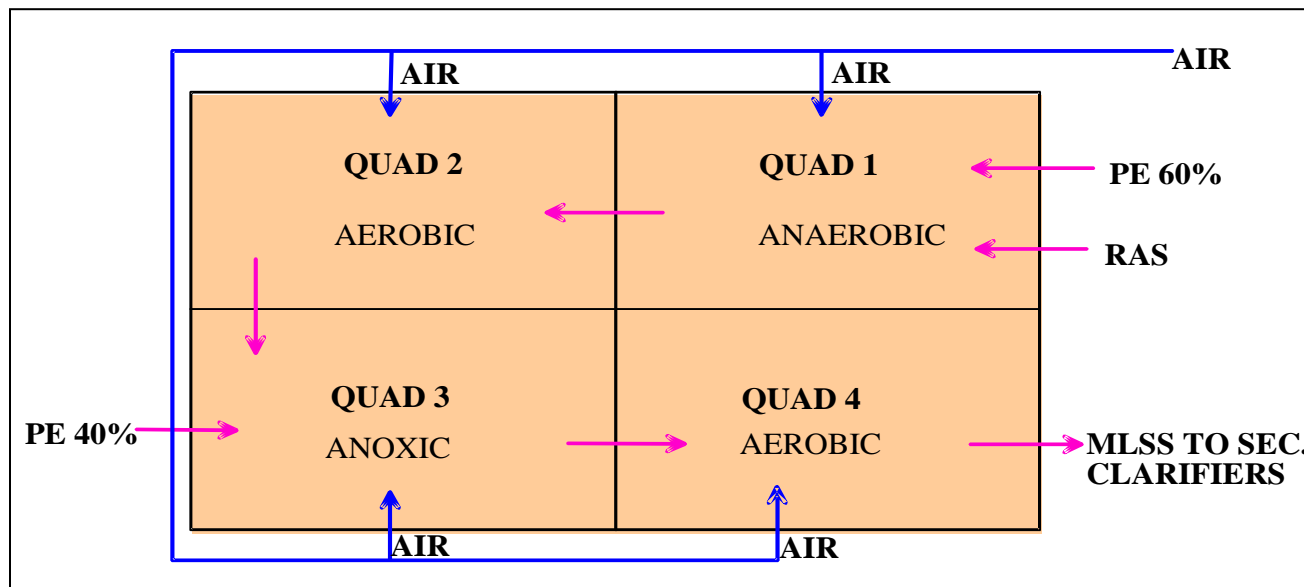 AIR
AIR
AIR
QUAD 2
QUAD 1
PE 60%
AEROBIC
ANAEROBIC
RAS
QUAD 3
QUAD 4
PE 40%
ANOXIC
AEROBIC
MLSS TO SEC.
CLARIFIERS
AIR
AIR